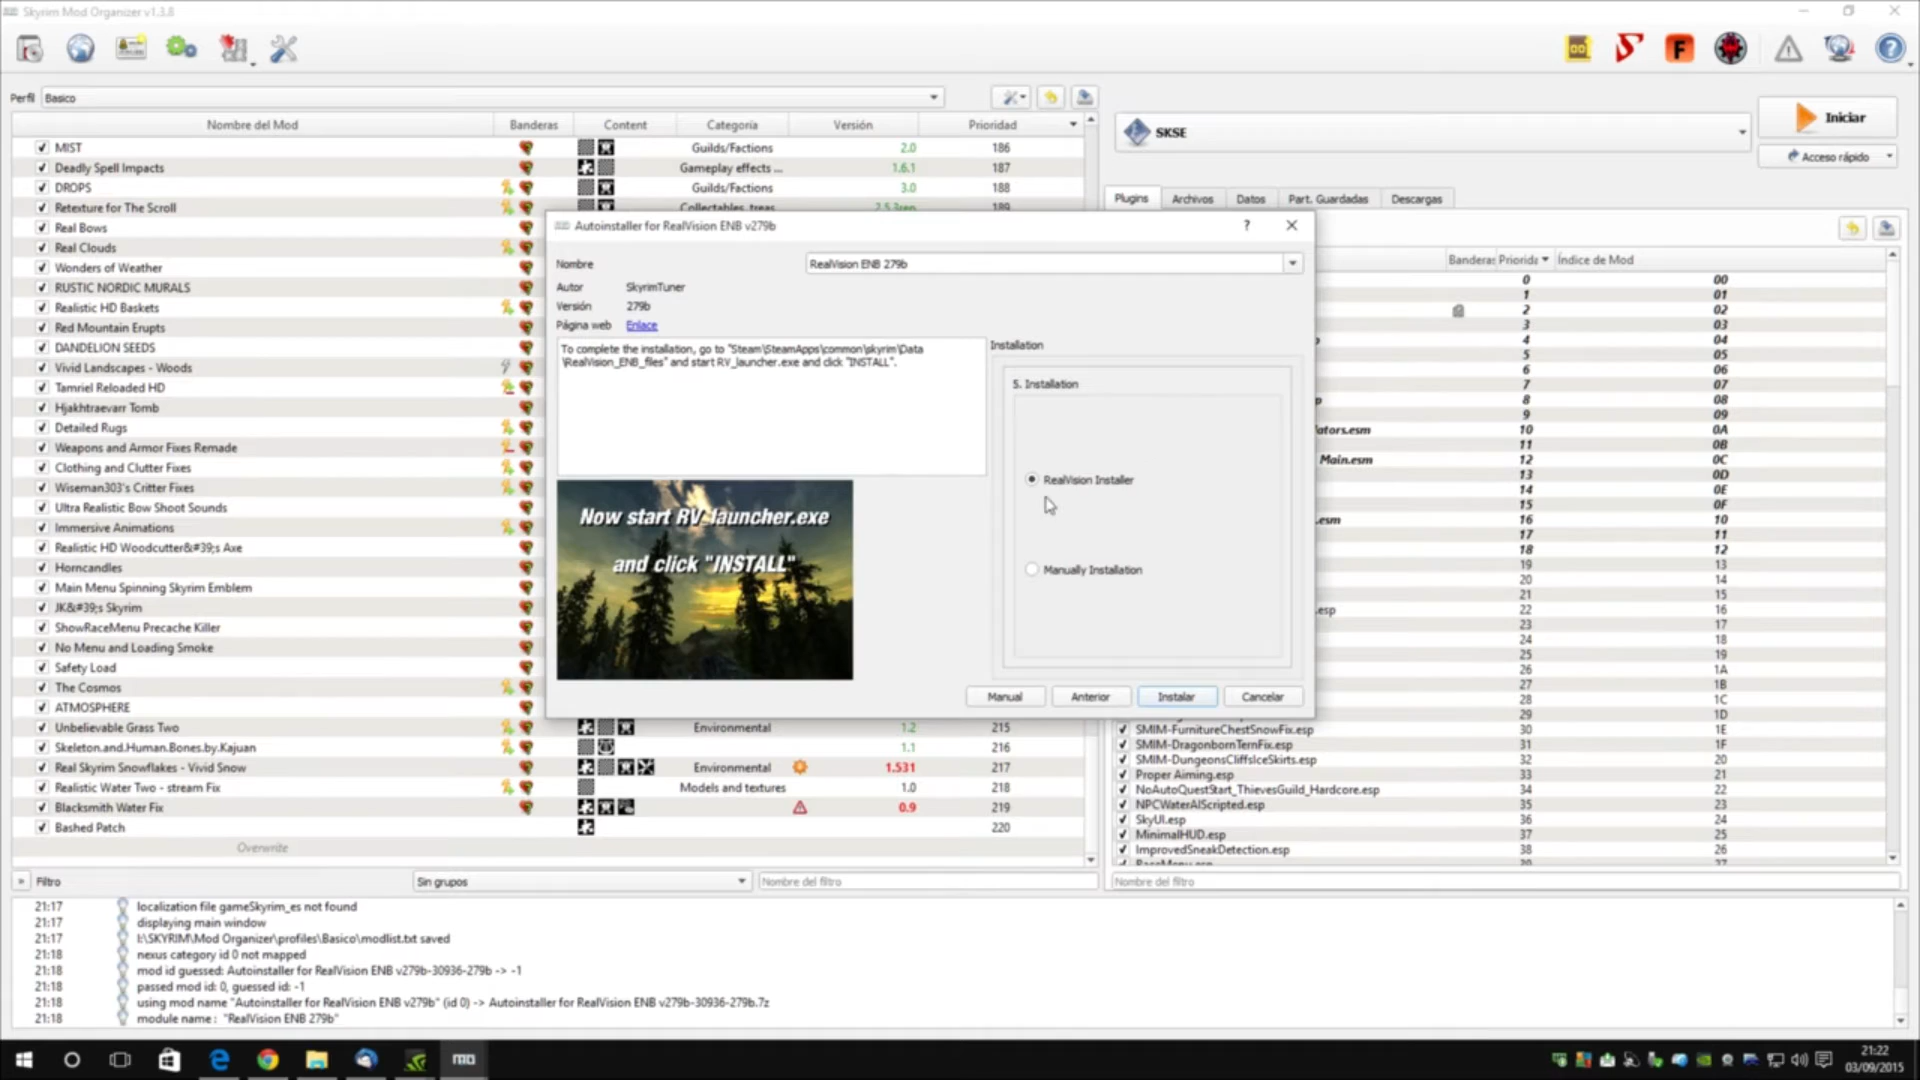 Skyrim Mod Organizer v1.3.8
Perfil Basico
Nombre del Mod Banderas Content Categoría Versión Prioridad
MIST Guilds/Factions 2.0 186
Deadly Spell Impacts Gameplay effects ... 1.6.1 187
DROPS Guilds/Factions 3.0 188
Retexture for The Scroll Collectables, treas 189
Real Bows
Real Clouds
Wonders of Weather
RUSTIC NORDIC MURALS
Realistic HD Baskets
Red Mountain Erupts
DANDELION SEEDS
Vivid Landscapes - Woods
Tamriel Reloaded HD
Hjakhtraevarr Tomb
Detailed Rugs
Weapons and Armor Fixes Remade
Clothing and Clutter Fixes
Wiseman303's Critter Fixes
Ultra Realistic Bow Shoot Sounds
Immersive Animations
Realistic HD Woodcutter&#39;s Axe
Horncandles
Main Menu Spinning Skyrim Emblem
JK&#39;s Skyrim
ShowRaceMenu Precache Killer
No Menu and Loading Smoke
Safety Load
The Cosmos
ATMOSPHERE
Unbelievable Grass Two Environmental 1.2 215
Skeleton.and.Human.Bones.by.Kajuan 1.1 216
Real Skyrim Snowflakes - Vivid Snow Environmental 1.531 217
Realistic Water Two - stream Fix Models and textures 1.0 218
Blacksmith Water Fix 0.9 219
Bashed Patch 220
Overwrite
» Filtro Sin grupos Nombre del filtro
Autoinstaller for RealVision ENB v279b ?
Nombre RealVision ENB 279b
Autor SkyrimTuner
Versión 279b
Página web Enlace
To complete the installation, go to "Steam\SteamApps\common\skyrim\Data
\RealVision_ENB_files" and start RV_launcher.exe and click "INSTALL".
Now start RV_launcher.exe
and click "INSTALL"
Installation
5. Installation
RealVision Installer
Manually Installation
Manual Anterior Instalar Cancelar
SKSE
Iniciar
Acceso rápido
Plugins Archivos Datos Part. Guardadas Descargas
Banderas Priorida Índice de Mod
0 00
1 01
2 02
3 03
4 04
5 05
6 06
7 07
p 8 08
9 09
ators.esm 10 0A
11 0B
Main.esm 12 0C
13 0D
14 0E
15 0F
.esm 16 10
17 11
18 12
19 13
20 14
21 15
.esp 22 16
23 17
24 18
25 19
26 1A
27 1B
28 1C
29 1D
SMIM-FurnitureChestSnowFix.esp 30 1E
SMIM-DragonbornTernFix.esp 31 1F
SMIM-DungeonsCliffsIceSkirts.esp 32 20
Proper Aiming.esp 33 21
NoAutoQuestStart_ThievesGuild_Hardcore.esp 34 22
NPCWaterAIScripted.esp 35 23
SkyUI.esp 36 24
MinimalHUD.esp 37 25
ImprovedSneakDetection.esp 38 26
RaceMenu.esp 39 27
Nombre del filtro
21:17 localization file gameSkyrim_es not found
21:17 displaying main window
21:17 I:\SKYRIM\Mod Organizer\profiles\Basico\modlist.txt saved
21:18 nexus category id 0 not mapped
21:18 mod id guessed: Autoinstaller for RealVision ENB v279b-30936-279b -> -1
21:18 passed mod id: 0, guessed id: -1
21:18 using mod name "Autoinstaller for RealVision ENB v279b" (id 0) -> Autoinstaller for RealVision ENB v279b-30936-279b.7z
21:18 module name : "RealVision ENB 279b"
21:22
03/09/2015